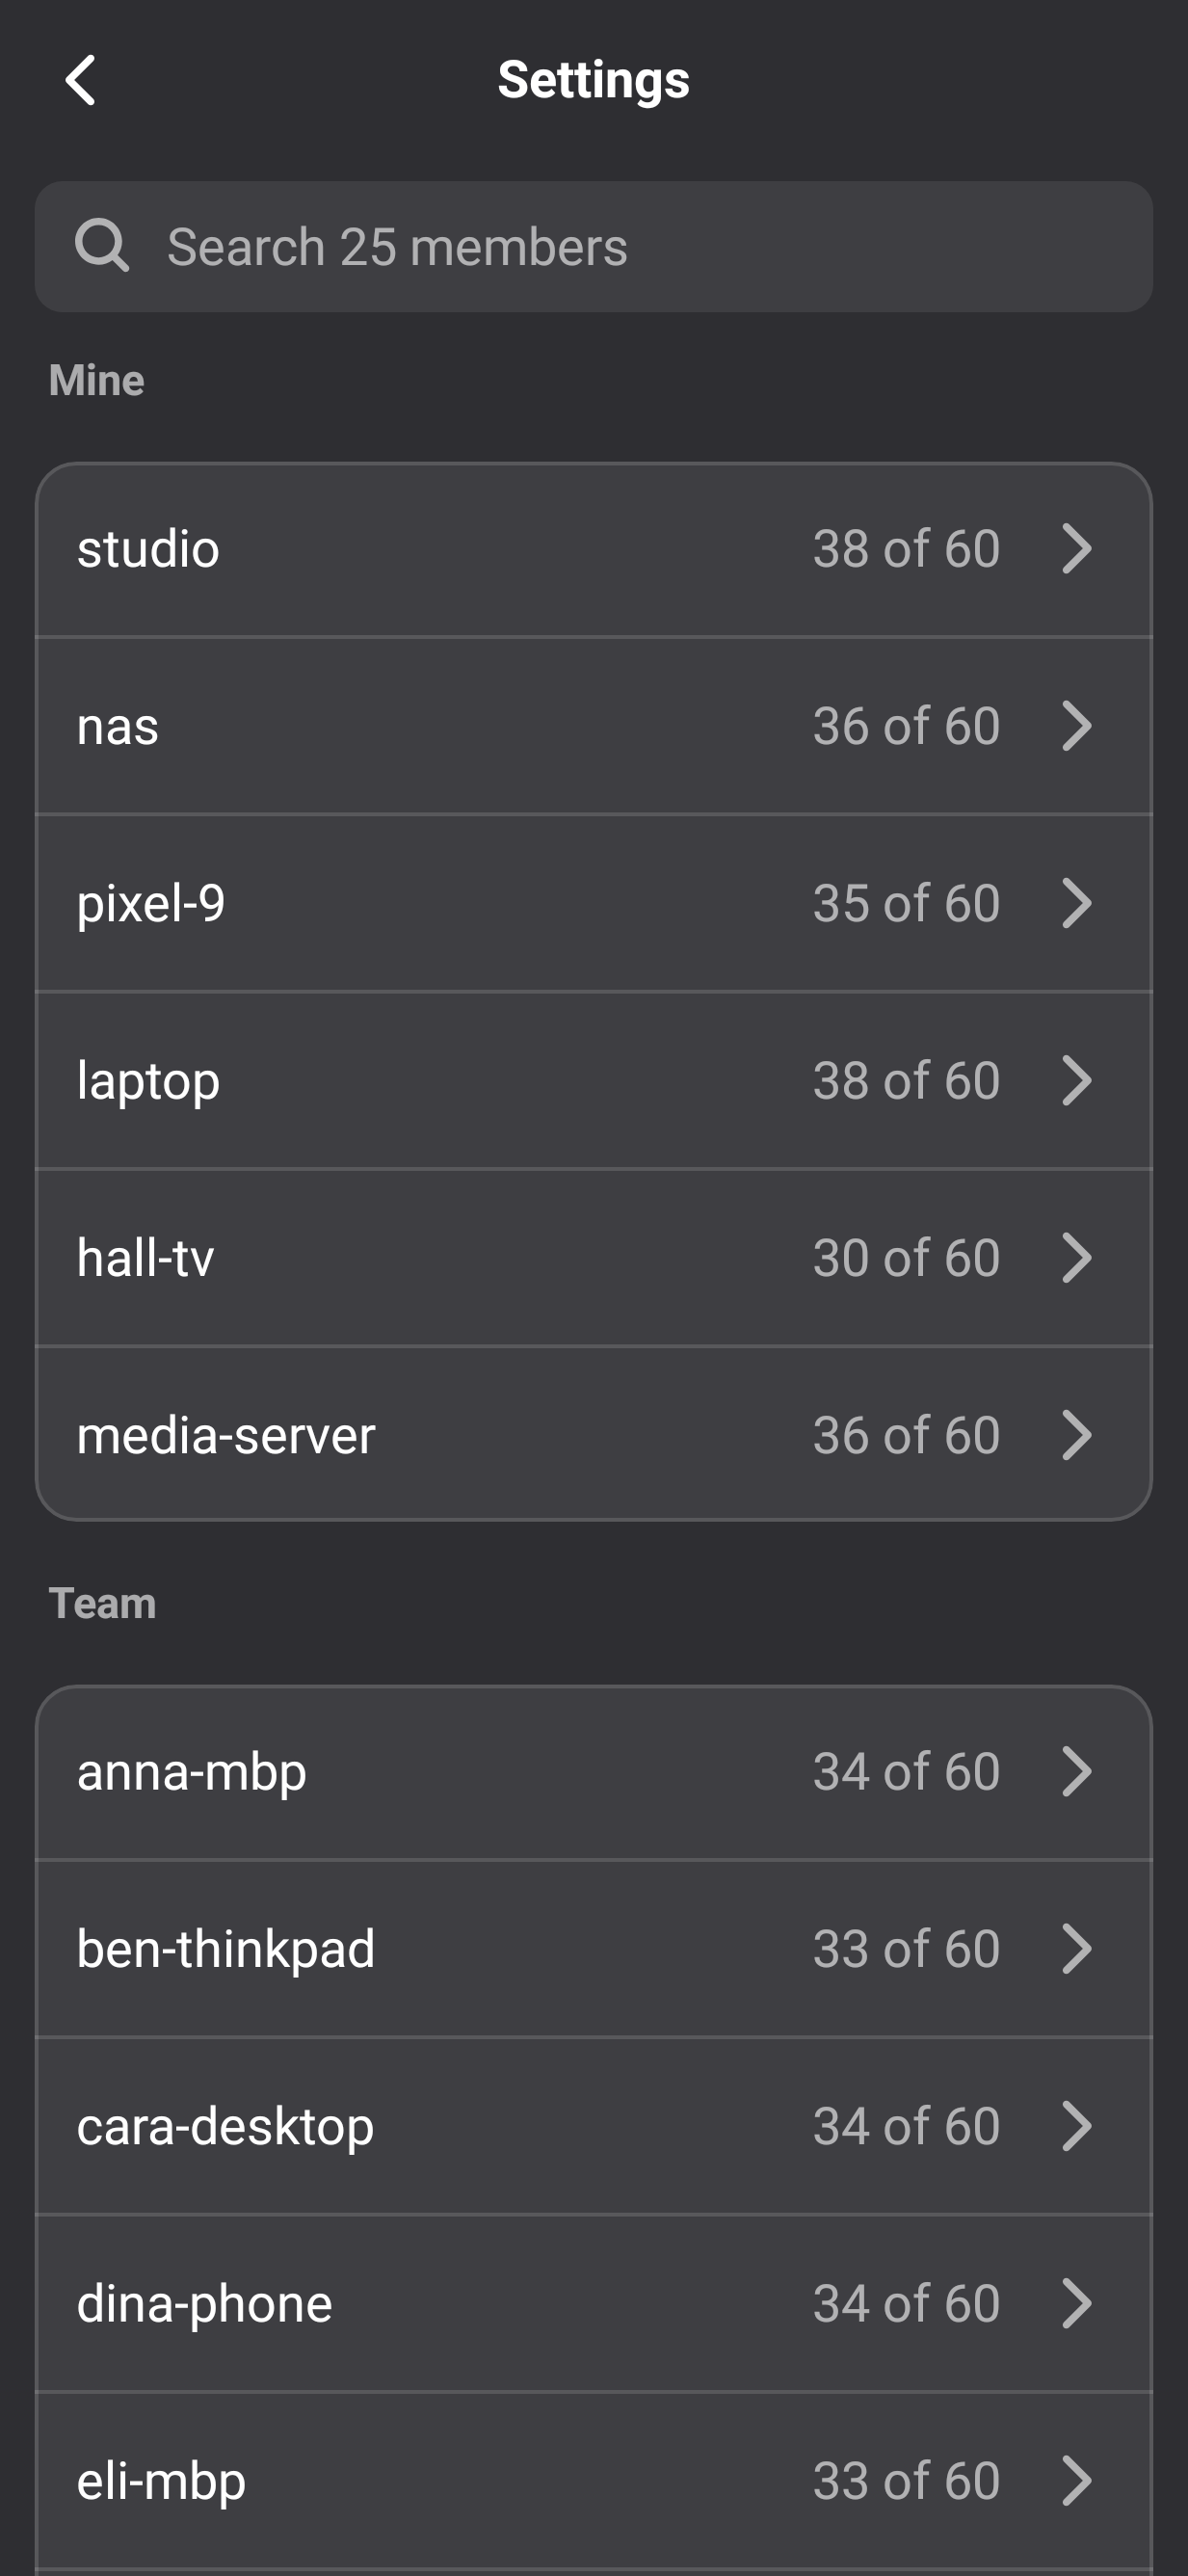 Settings
Search 25 members
Mine
studio 38 of 60
nas 36 of 60
pixel-9 35 of 60
laptop 38 of 60
hall-tv 30 of 60
media-server 36 of 60
Team
anna-mbp 34 of 60
ben-thinkpad 33 of 60
cara-desktop 34 of 60
dina-phone 34 of 60
eli-mbp 33 of 60